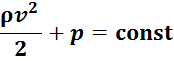 ρv²/2 + p = const